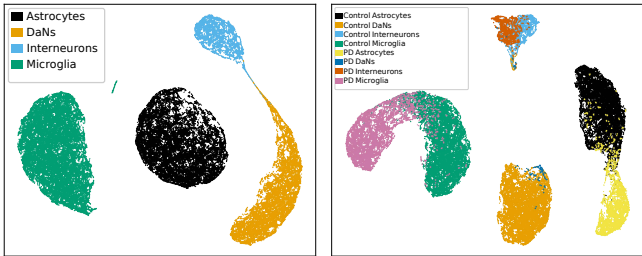 Astrocytes
DaNs
Interneurons
Microglia
Control Astrocytes
Control DaNs
Control Interneurons
Control Microglia
PD Astrocytes
PD DaNs
PD Interneurons
PD Microglia